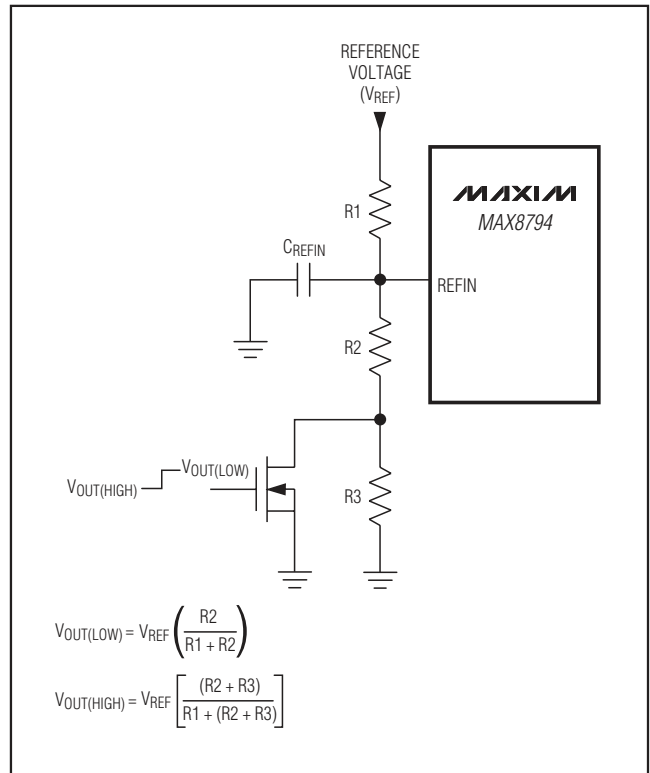 REFERENCE
VOLTAGE
(VREF)
MAXIM
MAX8794
R1
CREFIN
REFIN
R2
VOUT(LOW)
VOUT(HIGH)
R3
VOUT(LOW) = VREF (R2 / R1 + R2)
VOUT(HIGH) = VREF [(R2 + R3) / R1 + (R2 + R3)]